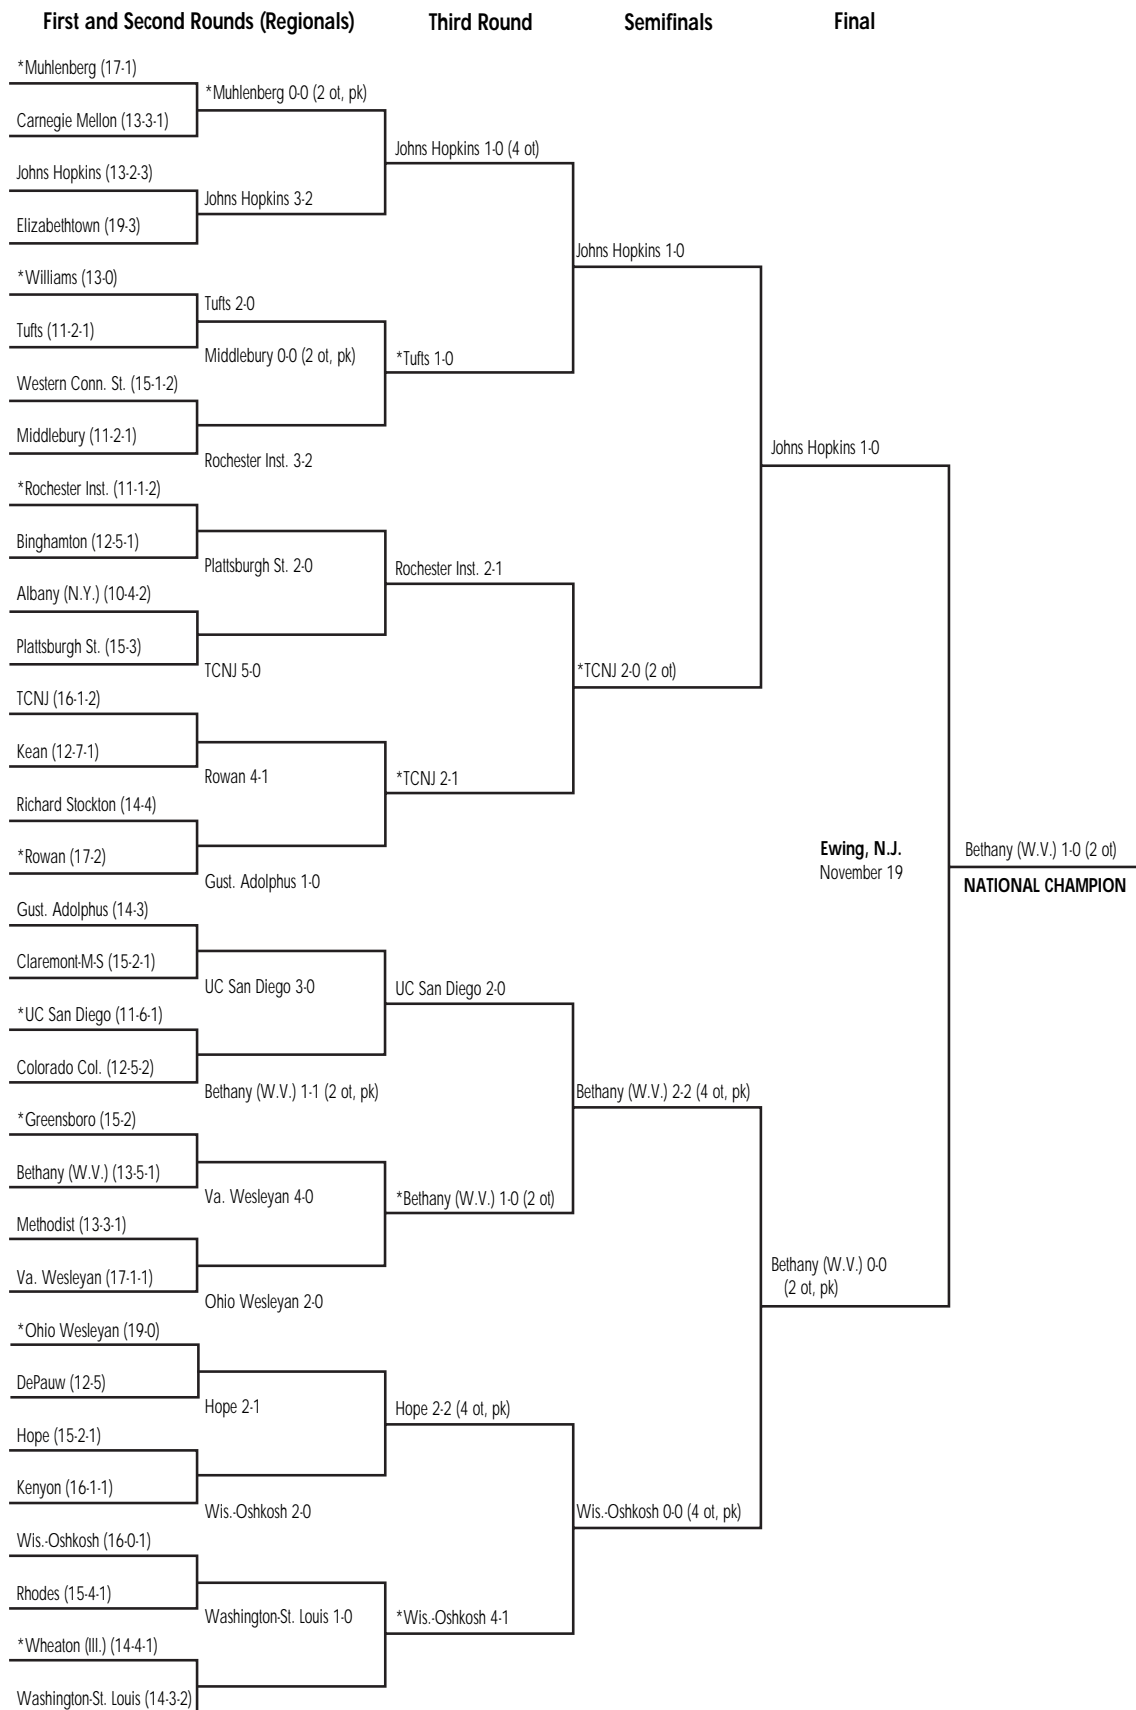 First and Second Rounds (Regionals)
Third Round
Semifinals
Final
*Muhlenberg (17-1)
Carnegie Mellon (13-3-1)
Johns Hopkins (13-2-3)
Elizabethtown (19-3)
*Williams (13-0)
Tufts (11-2-1)
Western Conn. St. (15-1-2)
Middlebury (11-2-1)
*Rochester Inst. (11-1-2)
Binghamton (12-5-1)
Albany (N.Y.) (10-4-2)
Plattsburgh St. (15-3)
TCNJ (16-1-2)
Kean (12-7-1)
Richard Stockton (14-4)
*Rowan (17-2)
Gust. Adolphus (14-3)
Claremont-M-S (15-2-1)
*UC San Diego (11-6-1)
Colorado Col. (12-5-2)
*Greensboro (15-2)
Bethany (W.V.) (13-5-1)
Methodist (13-3-1)
Va. Wesleyan (17-1-1)
*Ohio Wesleyan (19-0)
DePauw (12-5)
Hope (15-2-1)
Kenyon (16-1-1)
Wis.-Oshkosh (16-0-1)
Rhodes (15-4-1)
*Wheaton (Ill.) (14-4-1)
Washington-St. Louis (14-3-2)
*Muhlenberg 0-0 (2 ot, pk)
Johns Hopkins 3-2
Tufts 2-0
Middlebury 0-0 (2 ot, pk)
Rochester Inst. 3-2
Plattsburgh St. 2-0
TCNJ 5-0
Rowan 4-1
Gust. Adolphus 1-0
UC San Diego 3-0
Bethany (W.V.) 1-1 (2 ot, pk)
Va. Wesleyan 4-0
Ohio Wesleyan 2-0
Hope 2-1
Wis.-Oshkosh 2-0
Washington-St. Louis 1-0
Johns Hopkins 1-0 (4 ot)
*Tufts 1-0
Rochester Inst. 2-1
*TCNJ 2-1
UC San Diego 2-0
*Bethany (W.V.) 1-0 (2 ot)
Hope 2-2 (4 ot, pk)
*Wis.-Oshkosh 4-1
Johns Hopkins 1-0
*TCNJ 2-0 (2 ot)
Bethany (W.V.) 2-2 (4 ot, pk)
Wis.-Oshkosh 0-0 (4 ot, pk)
Johns Hopkins 1-0
Bethany (W.V.) 0-0
(2 ot, pk)
Ewing, N.J.
November 19
Bethany (W.V.) 1-0 (2 ot)
NATIONAL CHAMPION